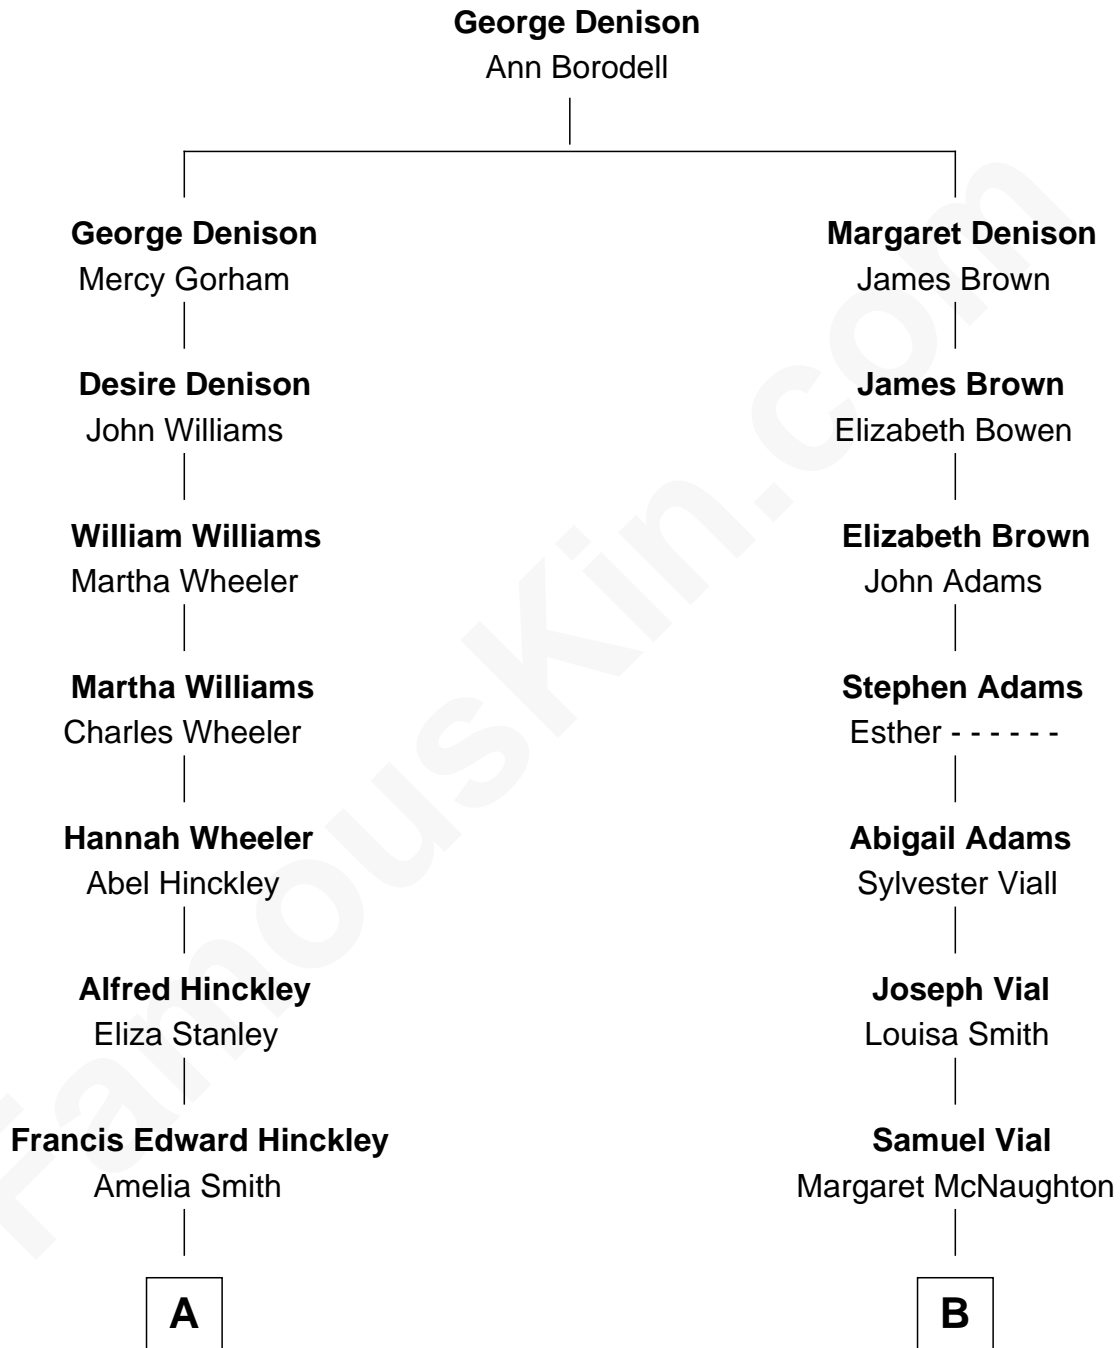 George Denison
Ann Borodell
George Denison
Mercy Gorham
Margaret Denison
James Brown
Desire Denison
John Williams
James Brown
Elizabeth Bowen
William Williams
Martha Wheeler
Elizabeth Brown
John Adams
Martha Williams
Charles Wheeler
Stephen Adams
Esther - - - - - -
Hannah Wheeler
Abel Hinckley
Abigail Adams
Sylvester Viall
Alfred Hinckley
Eliza Stanley
Joseph Vial
Louisa Smith
Francis Edward Hinckley
Amelia Smith
Samuel Vial
Margaret McNaughton
A
B
FamousKin.com